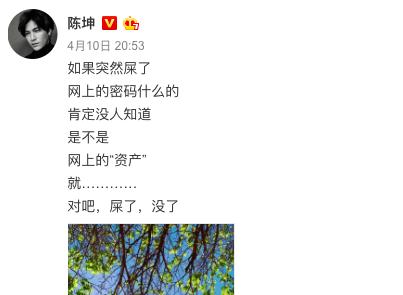 陈坤
4月10日 20:53
如果突然屎了
网上的密码什么的
肯定没人知道
是不是
网上的“资产”
就…………
对吧，屎了，没了